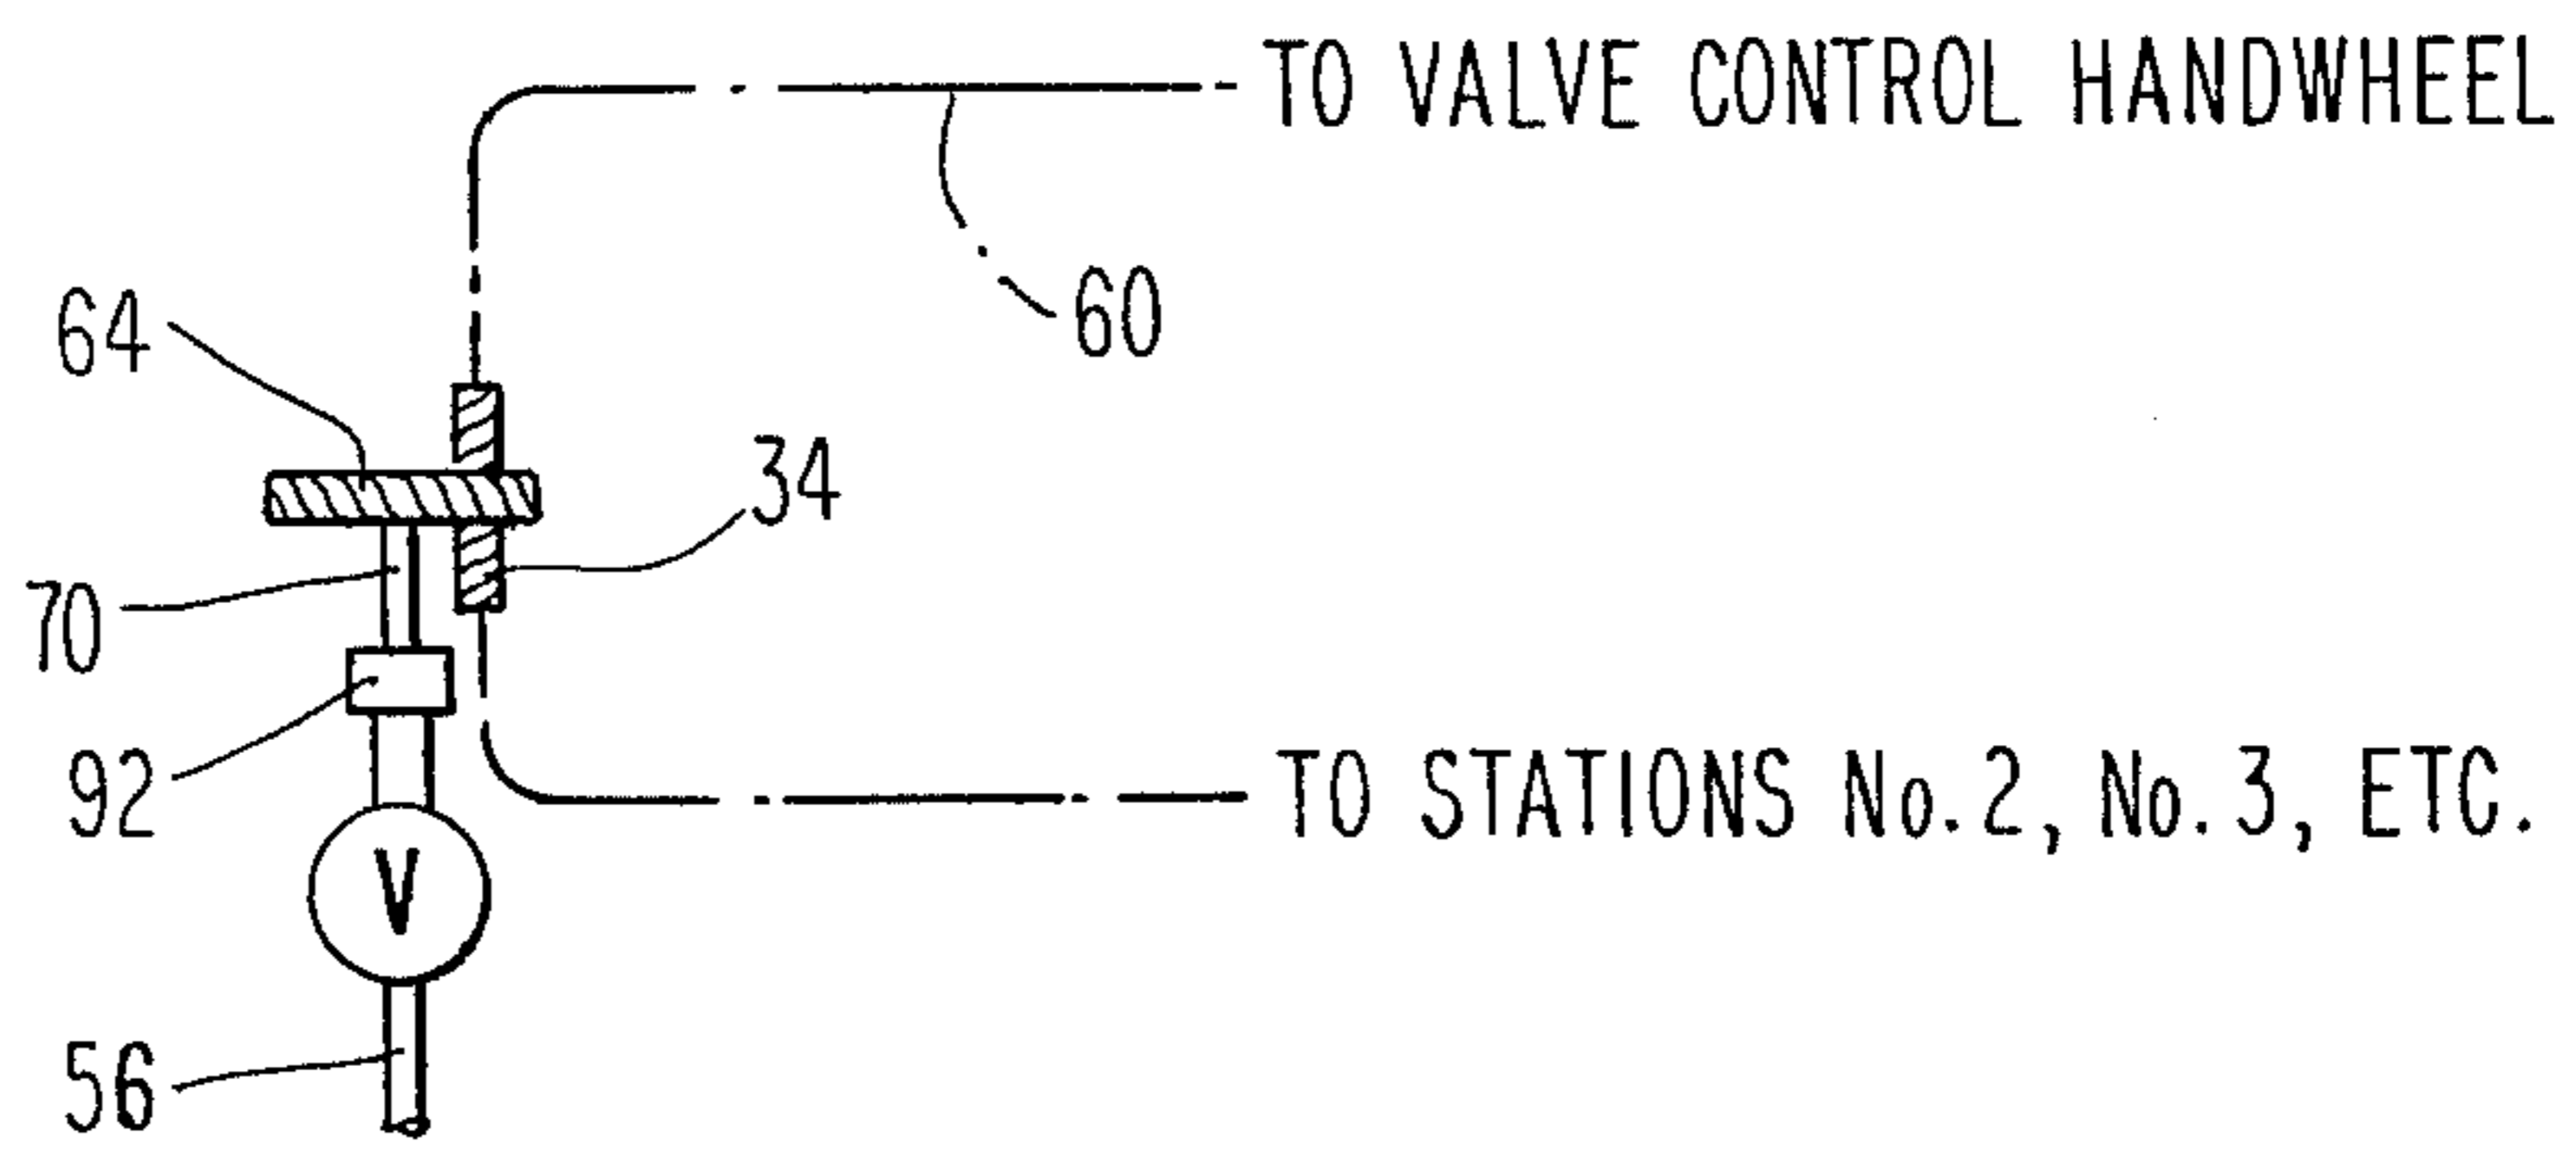 TO VALVE CONTROL HANDWHEEL
60
64
34
70
92
TO STATIONS No. 2, No. 3, ETC.
V
56